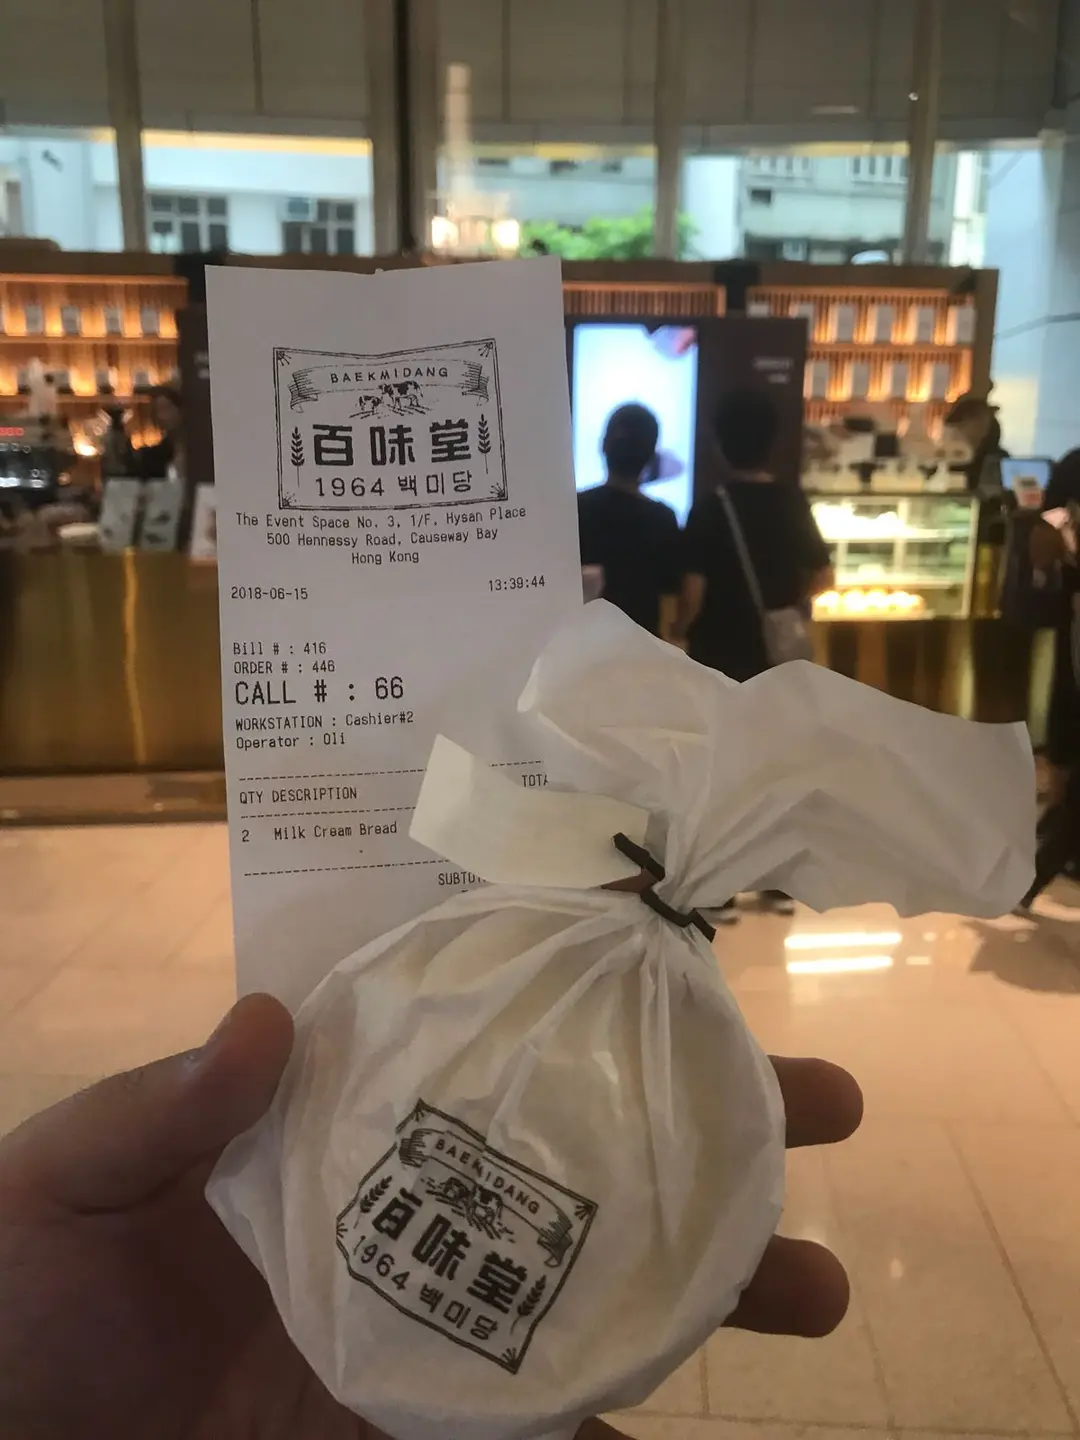 BAEKMIDANG
百味堂
1964 백미당
The Event Space No. 3, 1/F, Hysan Place
500 Hennessy Road, Causeway Bay
Hong Kong
2018-06-15 13:39:44
Bill # : 416
ORDER # : 446
CALL # : 66
WORKSTATION : Cashier#2
Operator : Oli
QTY DESCRIPTION TOTA
2 Milk Cream Bread
SUBTOT
BAEKMIDANG
百味堂
1964 백미당